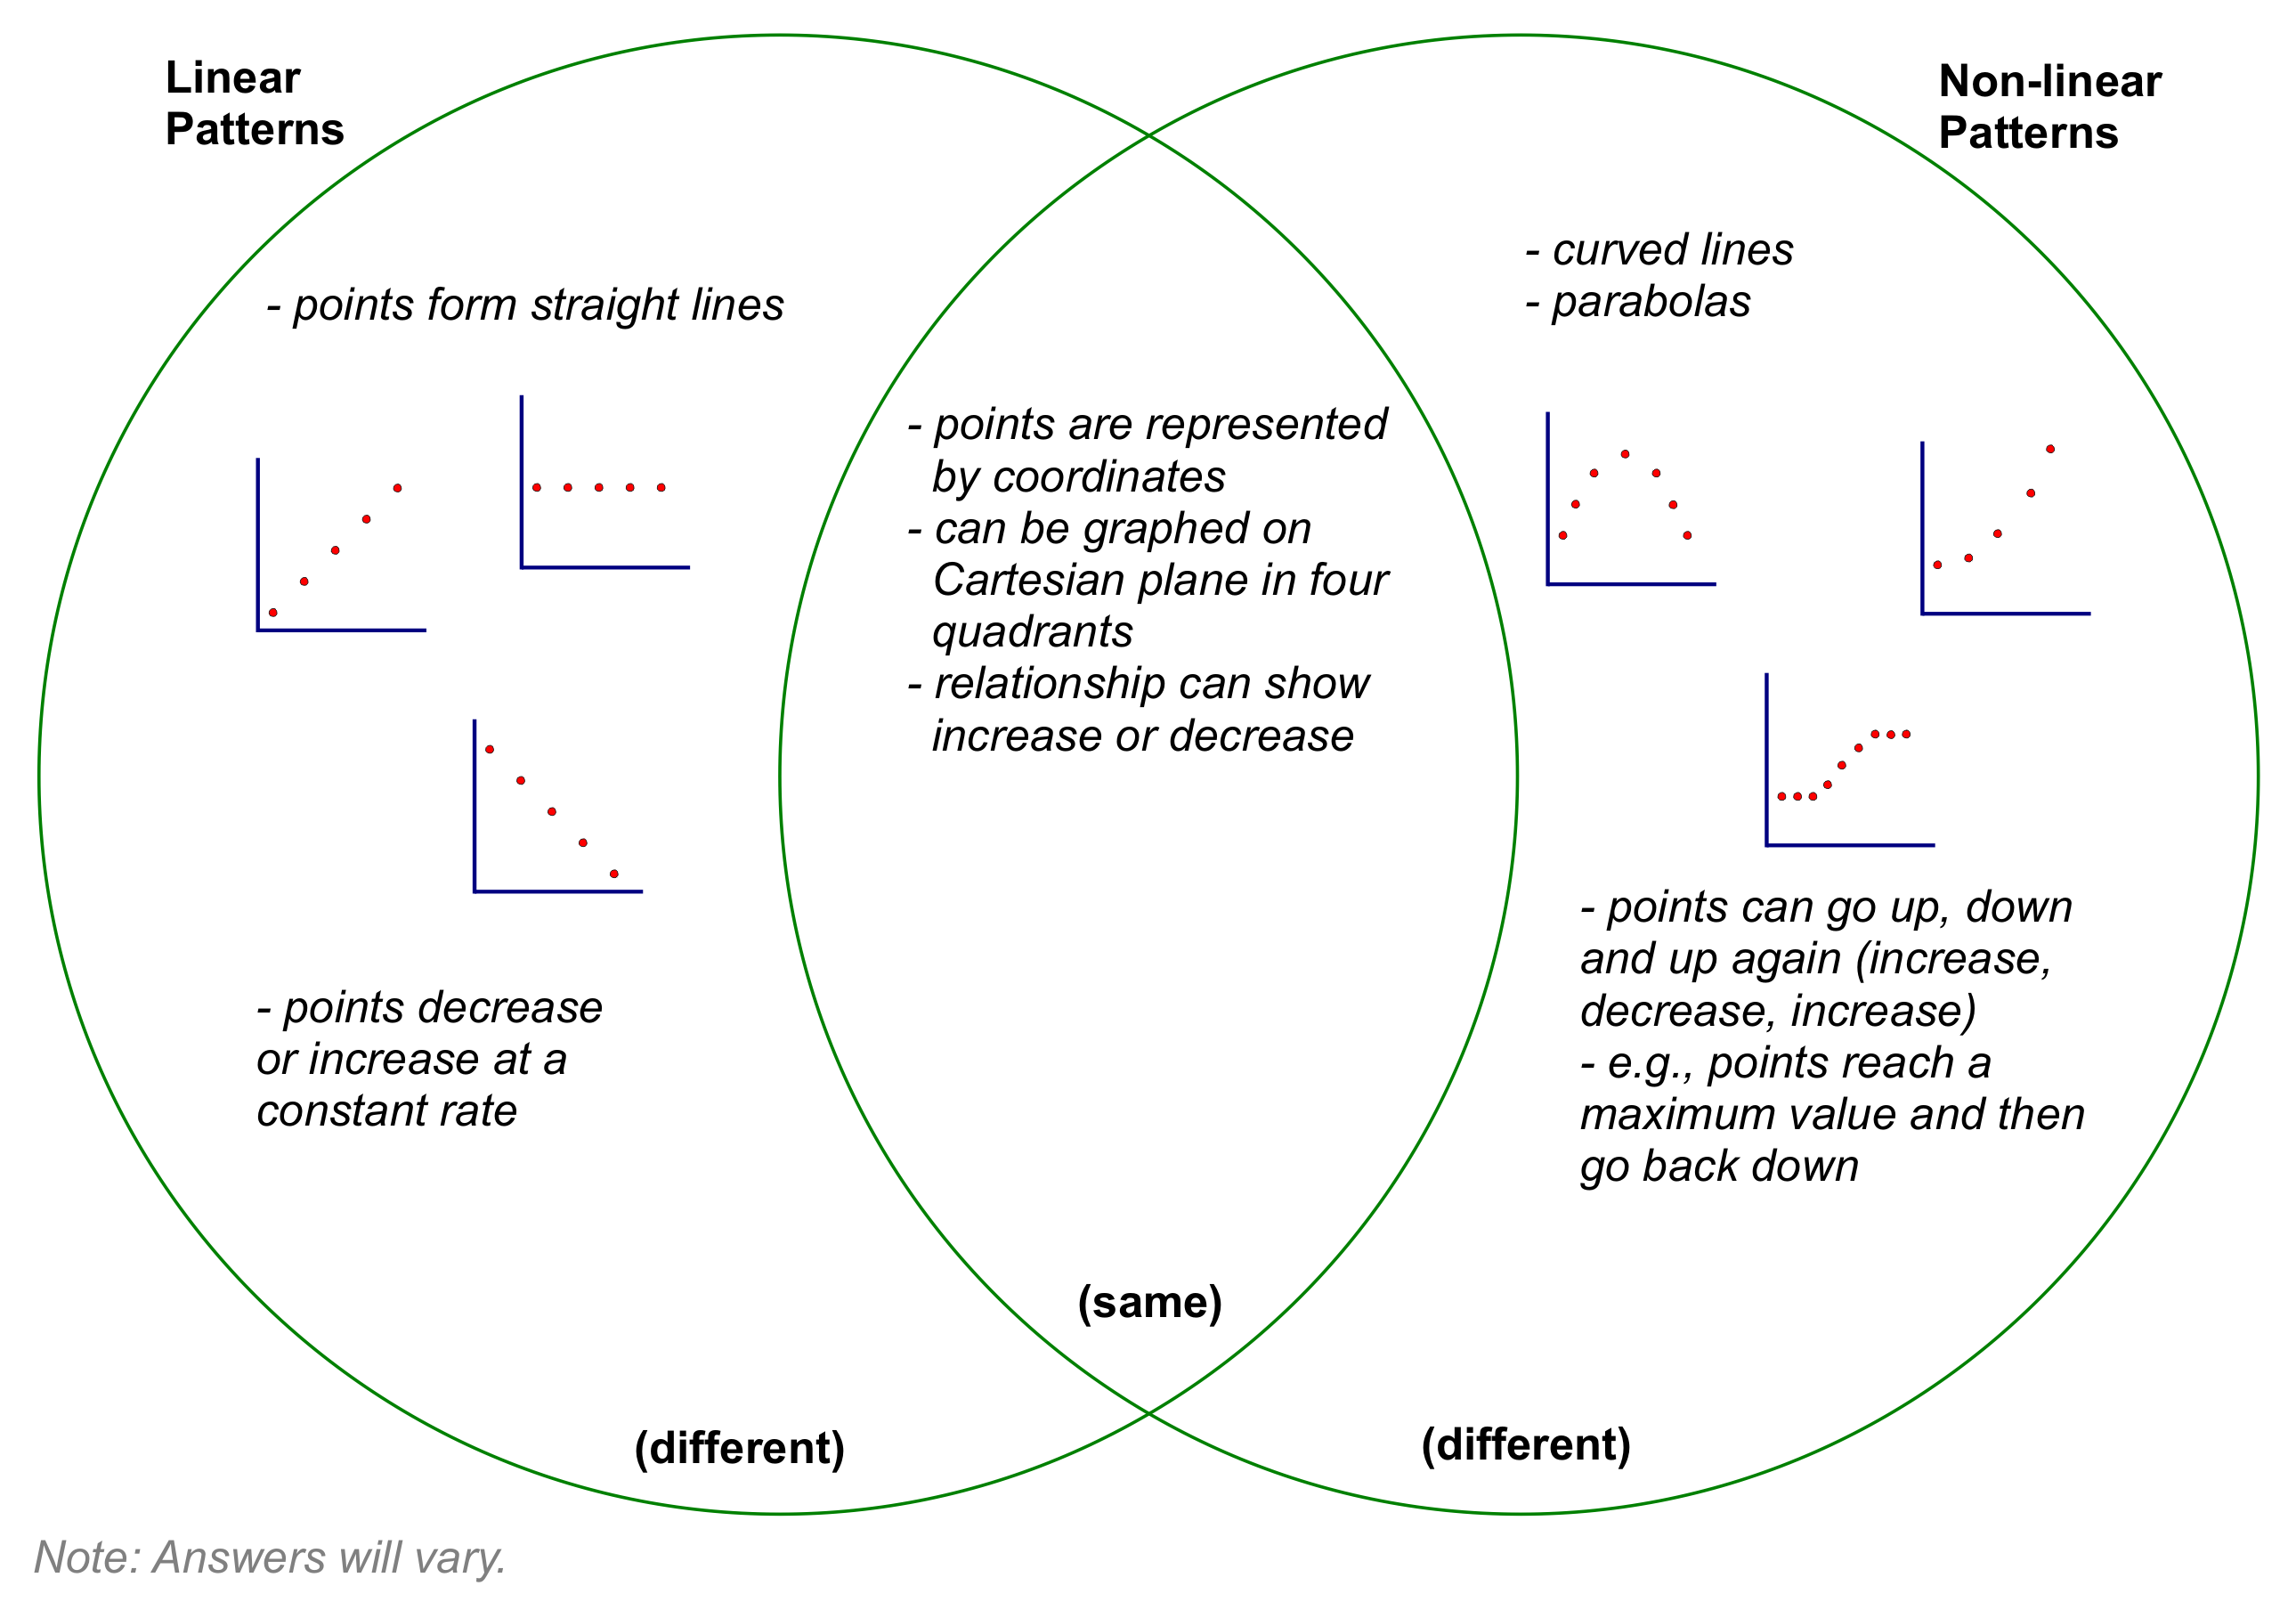 Linear
Patterns
- points form straight lines
- points decrease
or increase at a
constant rate
(different)
- points are represented
by coordinates
- can be graphed on
Cartesian plane in four
quadrants
- relationship can show
increase or decrease
(same)
Non-linear
Patterns
- curved lines
- parabolas
- points can go up, down
and up again (increase,
decrease, increase)
- e.g., points reach a
maximum value and then
go back down
(different)
Note: Answers will vary.